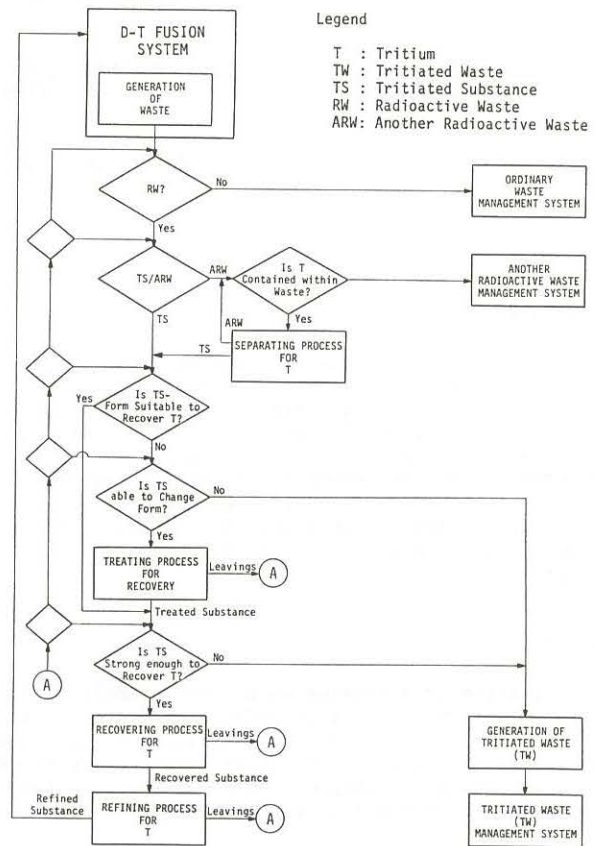 D-T FUSION
SYSTEM
GENERATION
OF
WASTE
Legend
T : Tritium
TW : Tritiated Waste
TS : Tritiated Substance
RW : Radioactive Waste
ARW: Another Radioactive Waste
RW?
No
ORDINARY
WASTE
MANAGEMENT SYSTEM
Yes
TS/ARW
ARW
Is T
Contained within
Waste?
ANOTHER
RADIOACTIVE WASTE
MANAGEMENT SYSTEM
TS
ARW
Yes
TS
SEPARATING PROCESS
FOR
T
Yes
Is TS-
Form Suitable to
Recover T?
No
Is TS
able to Change
Form?
No
Yes
TREATING PROCESS
FOR
RECOVERY
Leavings
A
Treated Substance
Is TS
Strong enough to
Recover T?
No
A
Yes
RECOVERING PROCESS
FOR
T
Leavings
A
GENERATION OF
TRITIATED WASTE
(TW)
Recovered Substance
Refined
Substance
REFINING PROCESS
FOR
T
Leavings
A
TRITIATED WASTE
(TW)
MANAGEMENT SYSTEM